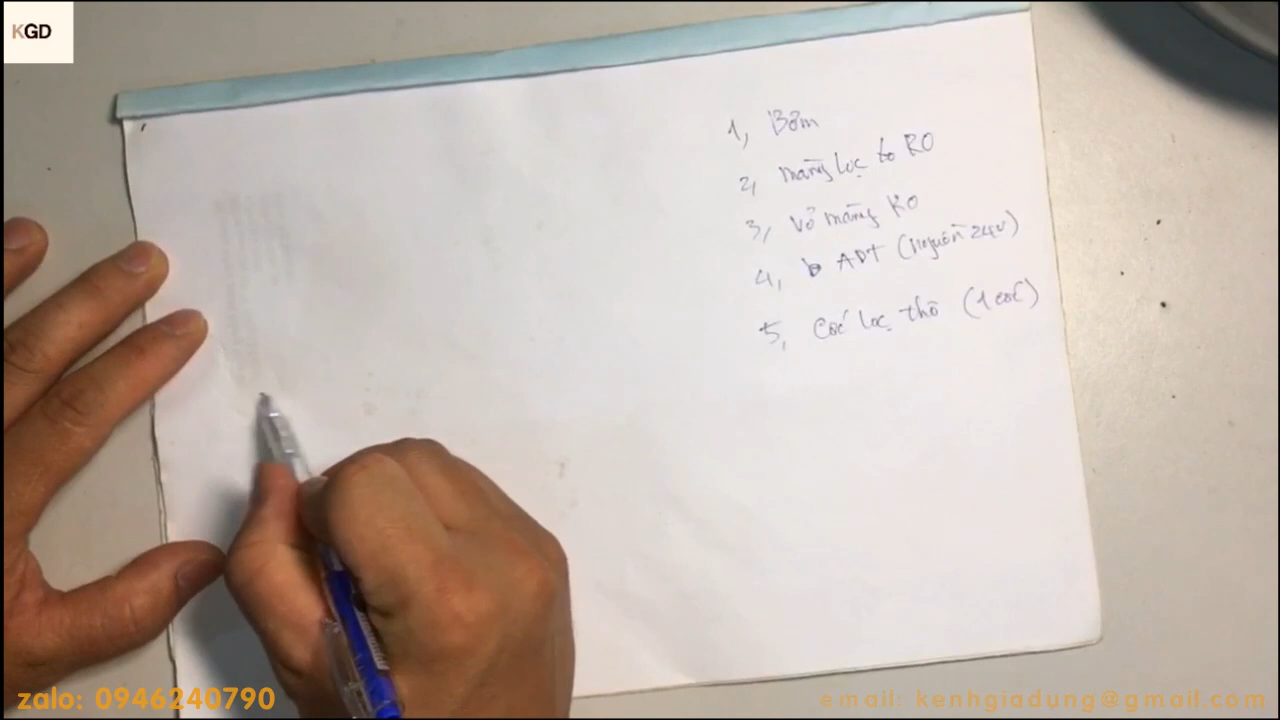 KGD
1, Bơm
2, màng lọc to RO
3, Vỏ màng RO
4, ADT (Nguồn 24V)
5, Cốc lọc thô (1 cốc)
zalo: 0946240790
email: kenhgiadung@gmail.com